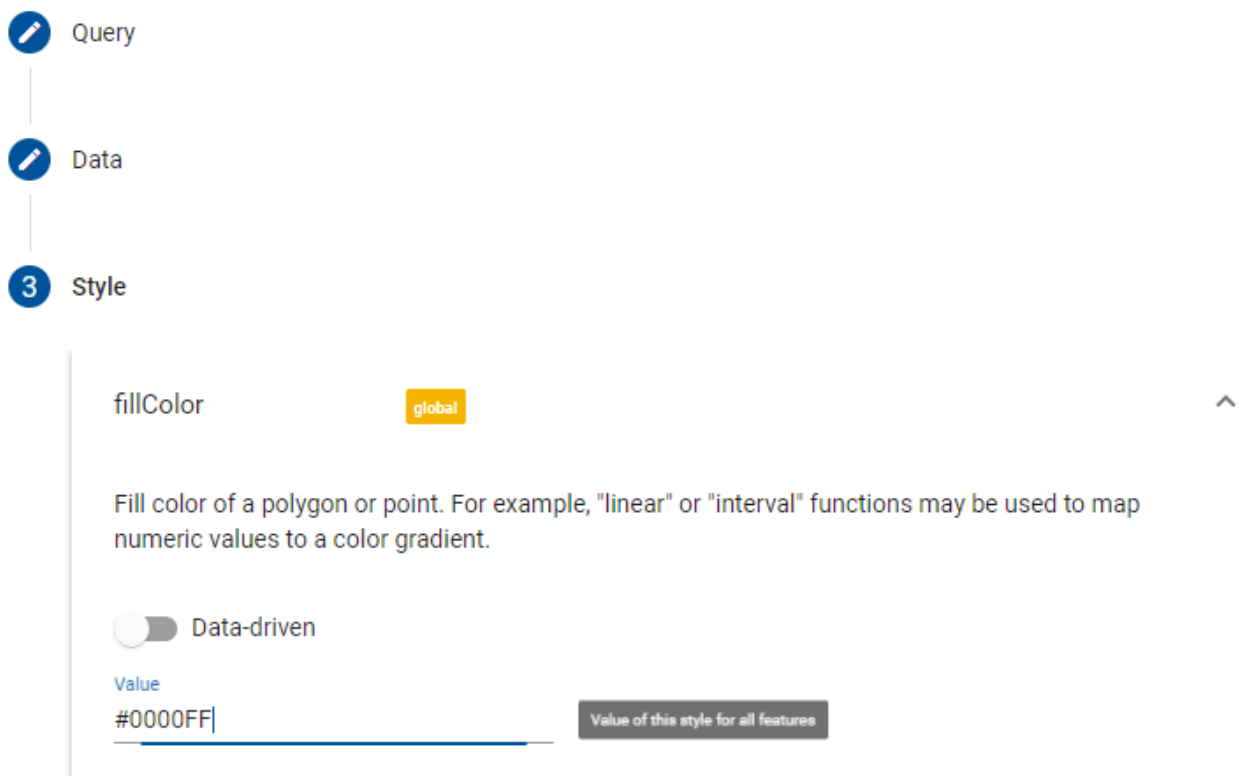 Query
Data
3 Style
fillColor global
Fill color of a polygon or point. For example, "linear" or "interval" functions may be used to map
numeric values to a color gradient.
Data-driven
Value
#0000FF
Value of this style for all features